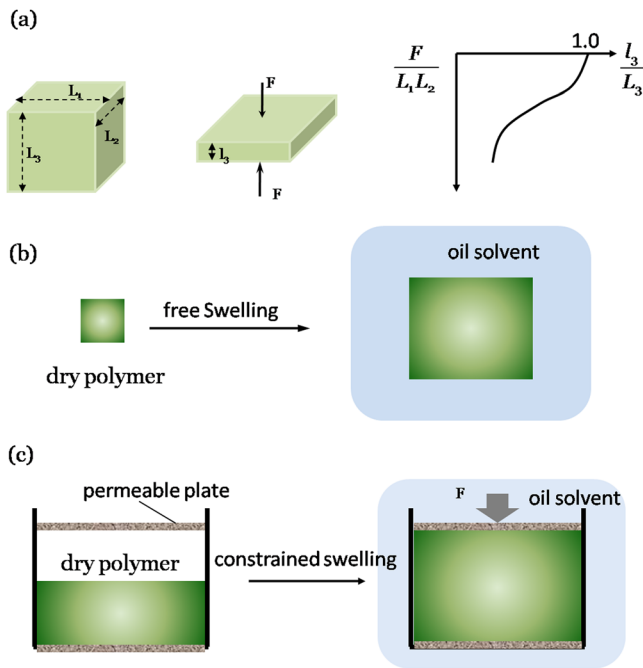 (a)
L₁
L₂
L₃
F
l₃
F
F
L₁L₂
1.0
l₃
L₃
(b)
dry polymer
free Swelling
oil solvent
(c)
permeable plate
dry polymer
constrained swelling
F
oil solvent